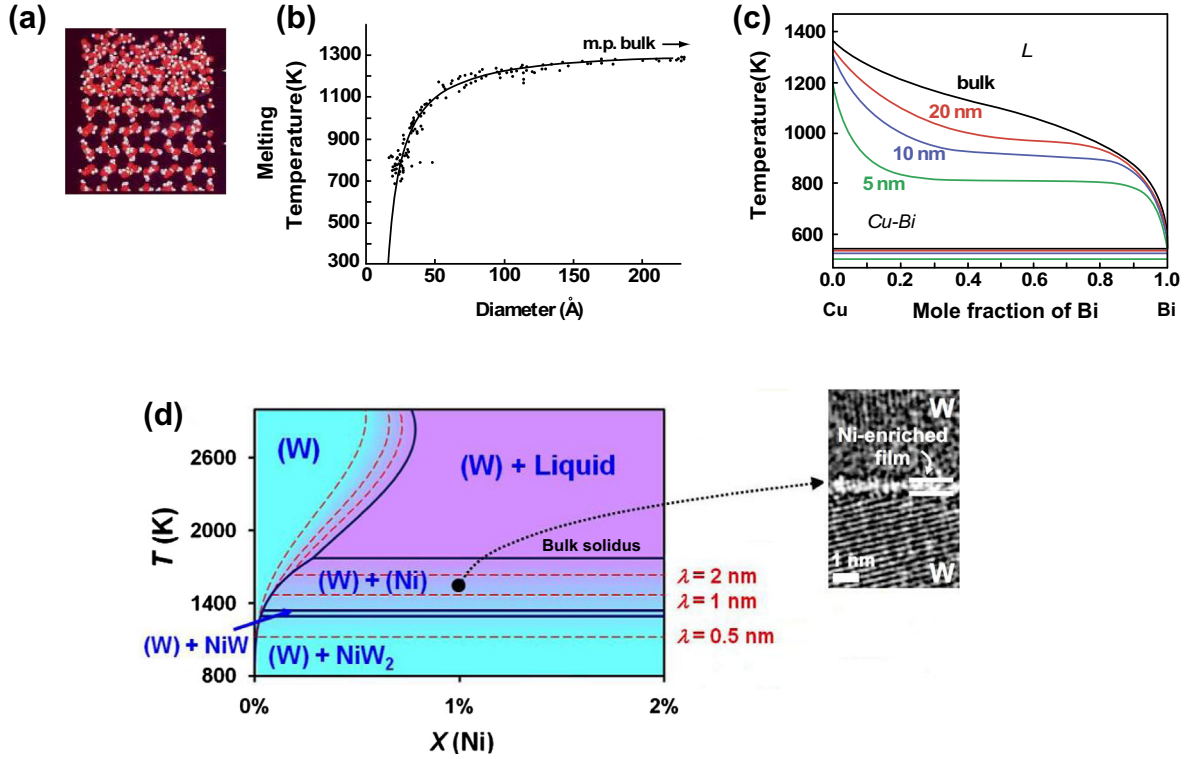 (a)
(b)
Melting
Temperature(K)
1300
1100
900
700
500
300
0
50
100
150
200
Diameter (Å)
m.p. bulk
(c)
Temperature(K)
1400
1200
1000
800
600
L
bulk
20 nm
10 nm
5 nm
Cu-Bi
0.0
0.2
0.4
0.6
0.8
1.0
Cu
Mole fraction of Bi
Bi
(d)
T (K)
2600
2000
1400
800
(W)
(W) + Liquid
Bulk solidus
(W) + (Ni)
λ = 2 nm
λ = 1 nm
λ = 0.5 nm
(W) + NiW
(W) + NiW₂
0%
1%
2%
X (Ni)
W
Ni-enriched
film
1 nm
W